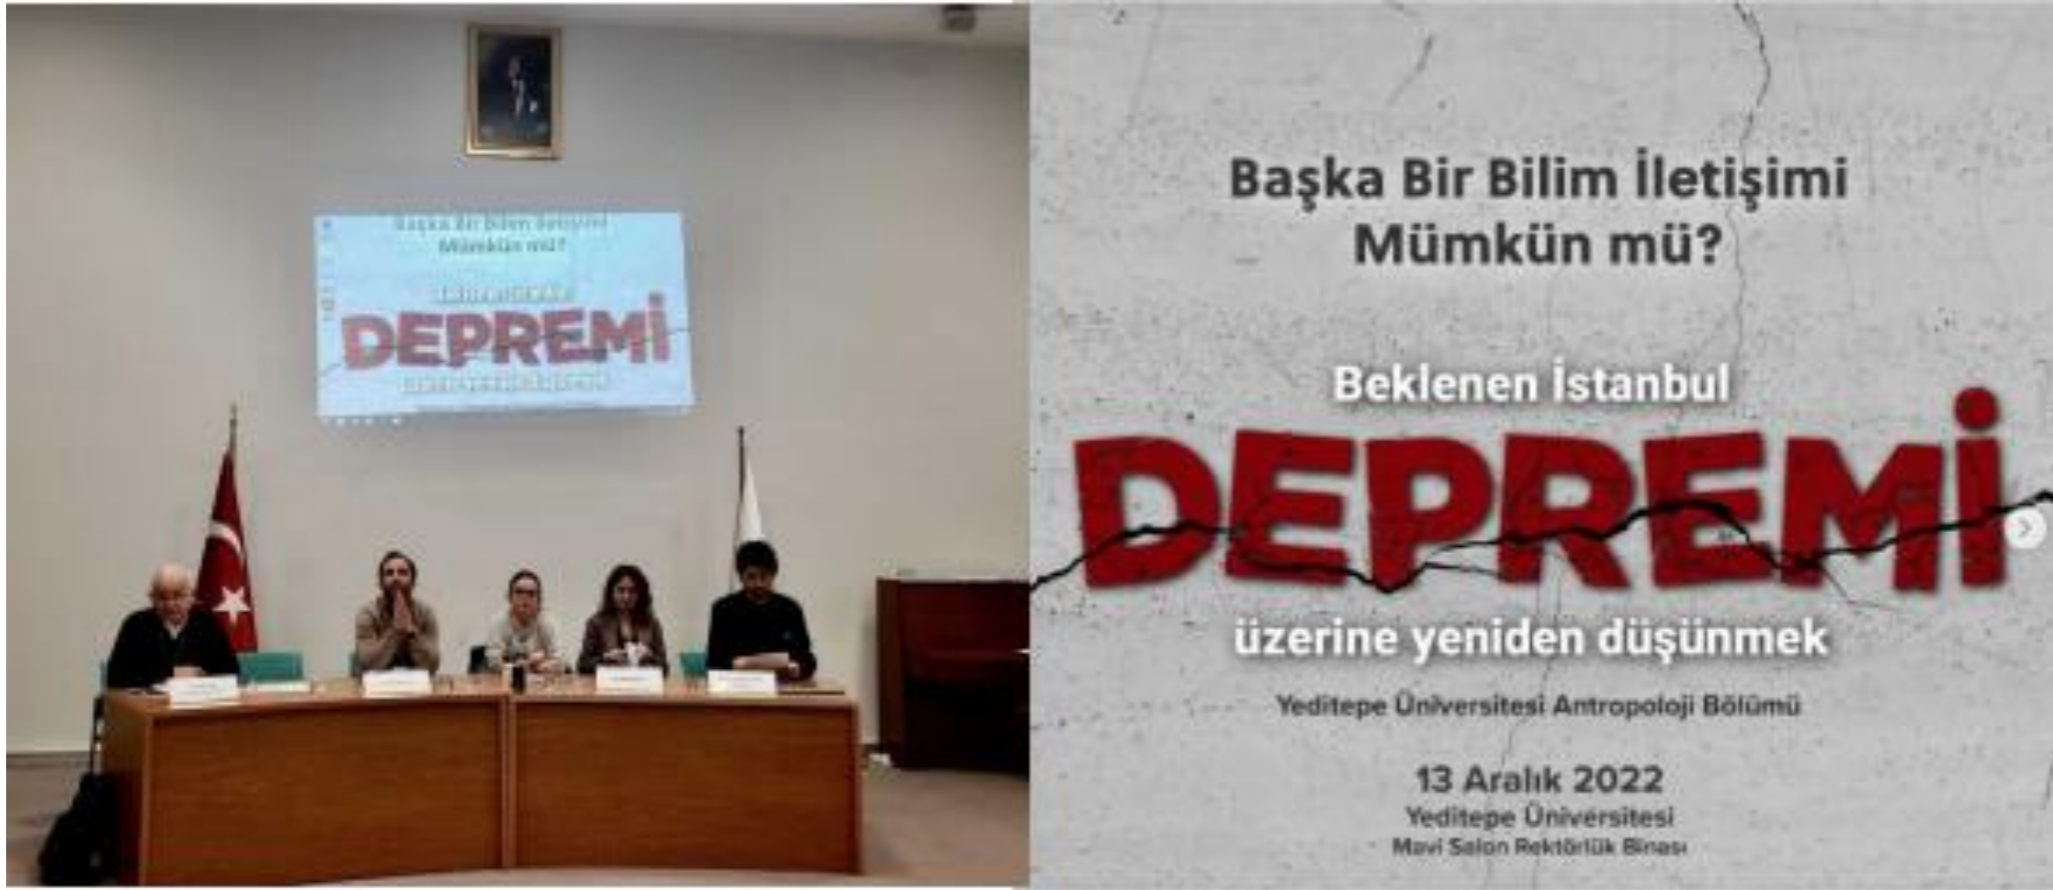 Mümkün mü?
DEPREMİ
Başka Bir Bilim İletişimi
Mümkün mü?
Beklenen İstanbul
DEPREMİ
üzerine yeniden düşünmek
Yeditepe Üniversitesi Antropoloji Bölümü
13 Aralık 2022
Yeditepe Üniversitesi
Mavi Salon Rektörlük Binası